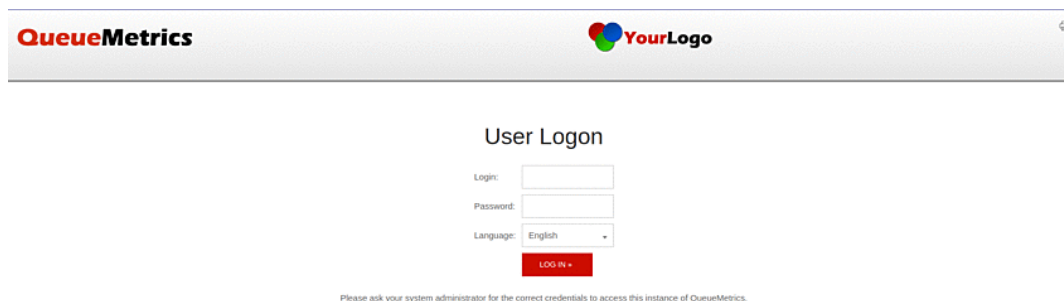 QueueMetrics
YourLogo
User Logon
Login:
Password:
Language: English
LOG IN »
Please ask your system administrator for the correct credentials to access this instance of QueueMetrics.